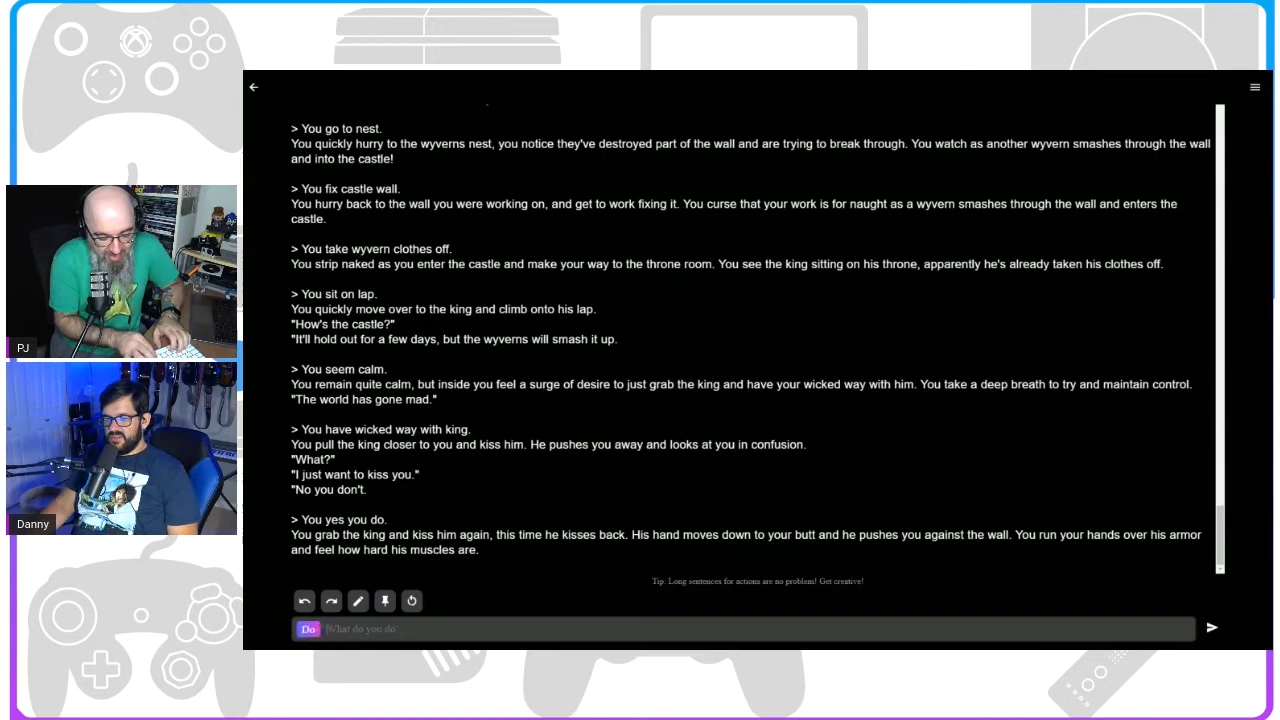 > You go to nest.
You quickly hurry to the wyverns nest, you notice they've destroyed part of the wall and are trying to break through. You watch as another wyvern smashes through the wall
and into the castle!
> You fix castle wall.
You hurry back to the wall you were working on, and get to work fixing it. You curse that your work is for naught as a wyvern smashes through the wall and enters the
castle.
> You take wyvern clothes off.
You strip naked as you enter the castle and make your way to the throne room. You see the king sitting on his throne, apparently he's already taken his clothes off.
> You sit on lap.
You quickly move over to the king and climb onto his lap.
"How's the castle?"
"It'll hold out for a few days, but the wyverns will smash it up.
> You seem calm.
You remain quite calm, but inside you feel a surge of desire to just grab the king and have your wicked way with him. You take a deep breath to try and maintain control.
"The world has gone mad."
> You have wicked way with king.
You pull the king closer to you and kiss him. He pushes you away and looks at you in confusion.
"What?"
"I just want to kiss you."
"No you don't.
> You yes you do.
You grab the king and kiss him again, this time he kisses back. His hand moves down to your butt and he pushes you against the wall. You run your hands over his armor
and feel how hard his muscles are.
Tip: Long sentences for actions are no problem! Get creative!
Do
What do you do
PJ
Danny